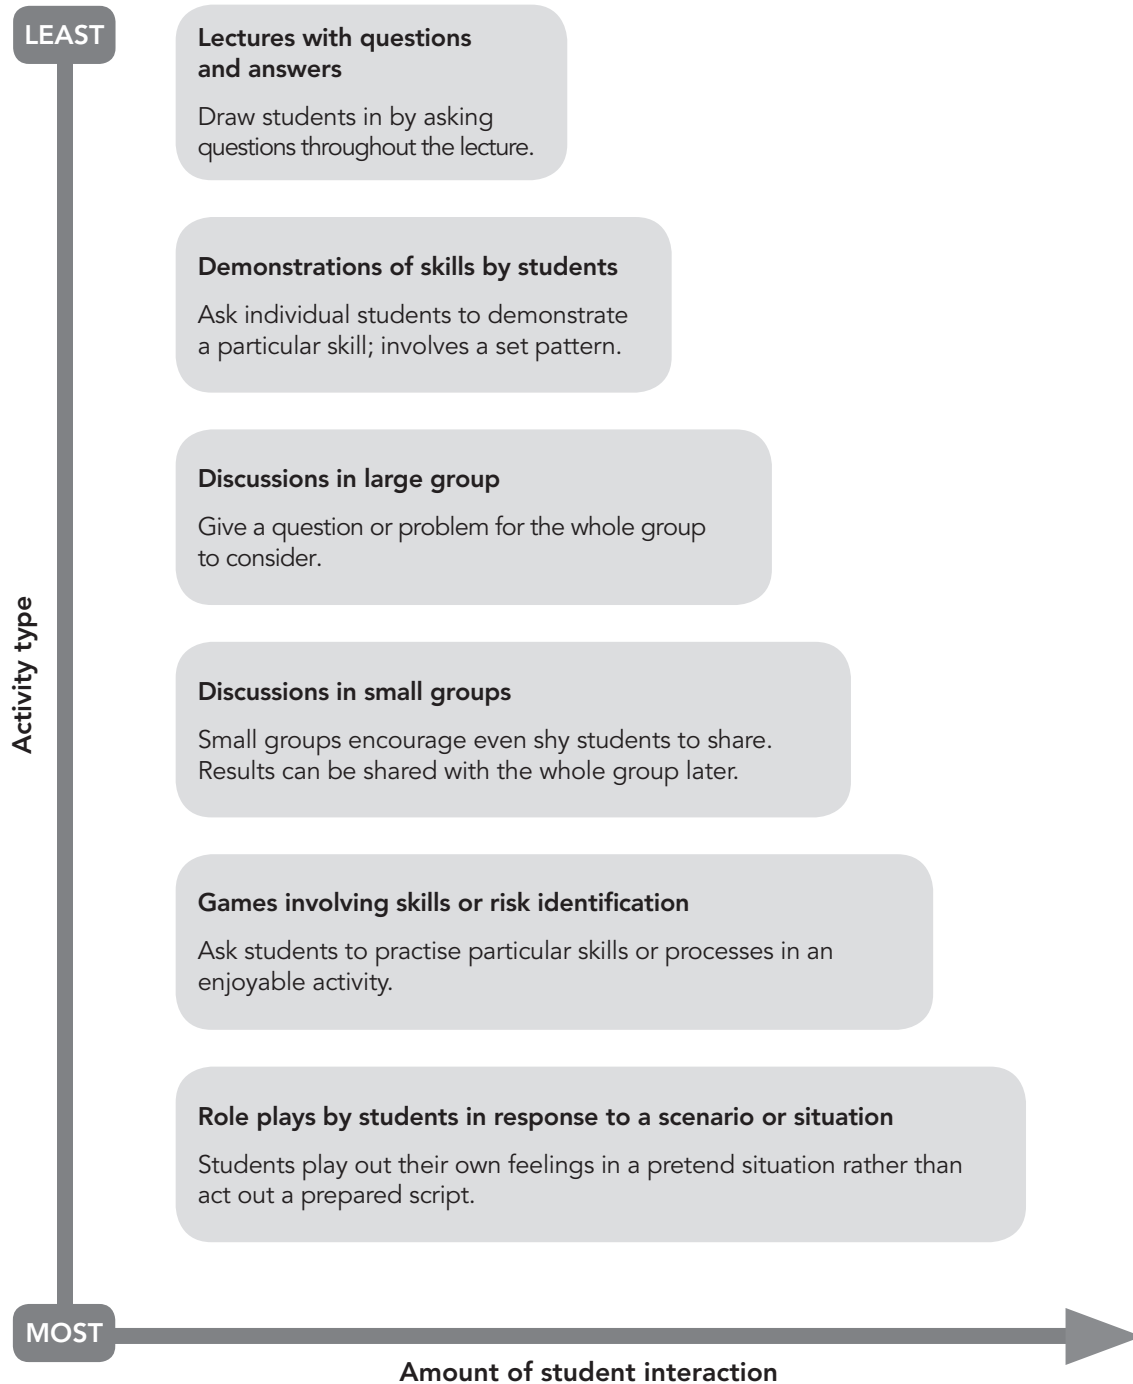 LEAST
Lectures with questions
and answers
Draw students in by asking
questions throughout the lecture.
Demonstrations of skills by students
Ask individual students to demonstrate
a particular skill; involves a set pattern.
Discussions in large group
Give a question or problem for the whole group
to consider.
Activity type
Discussions in small groups
Small groups encourage even shy students to share.
Results can be shared with the whole group later.
Games involving skills or risk identification
Ask students to practise particular skills or processes in an
enjoyable activity.
Role plays by students in response to a scenario or situation
Students play out their own feelings in a pretend situation rather than
act out a prepared script.
MOST
Amount of student interaction